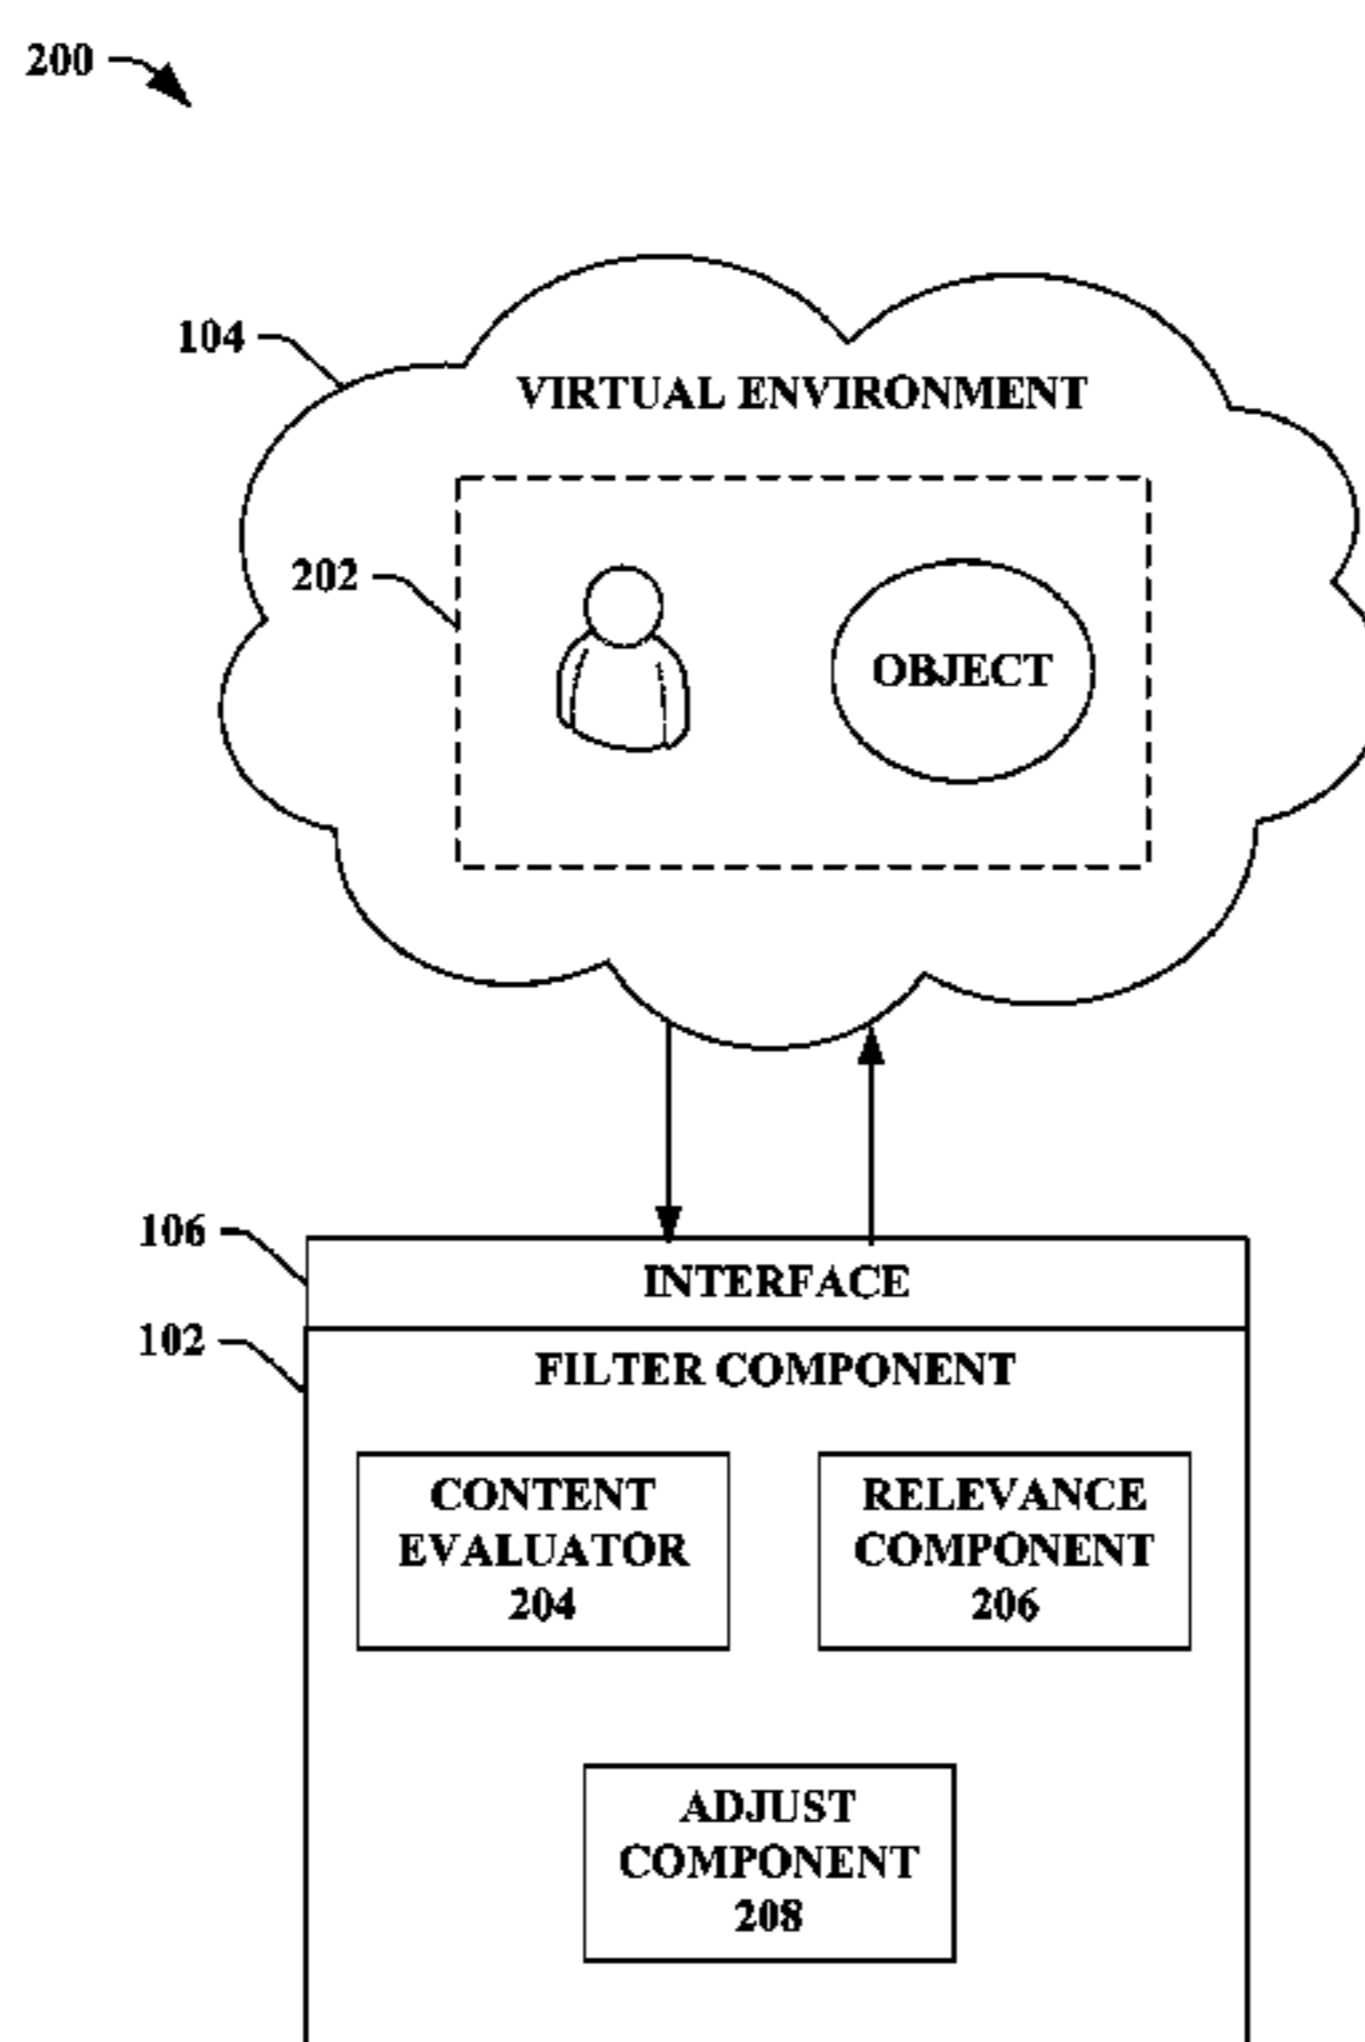 200
104
VIRTUAL ENVIRONMENT
202
OBJECT
106
INTERFACE
102
FILTER COMPONENT
CONTENT
EVALUATOR
204
RELEVANCE
COMPONENT
206
ADJUST
COMPONENT
208